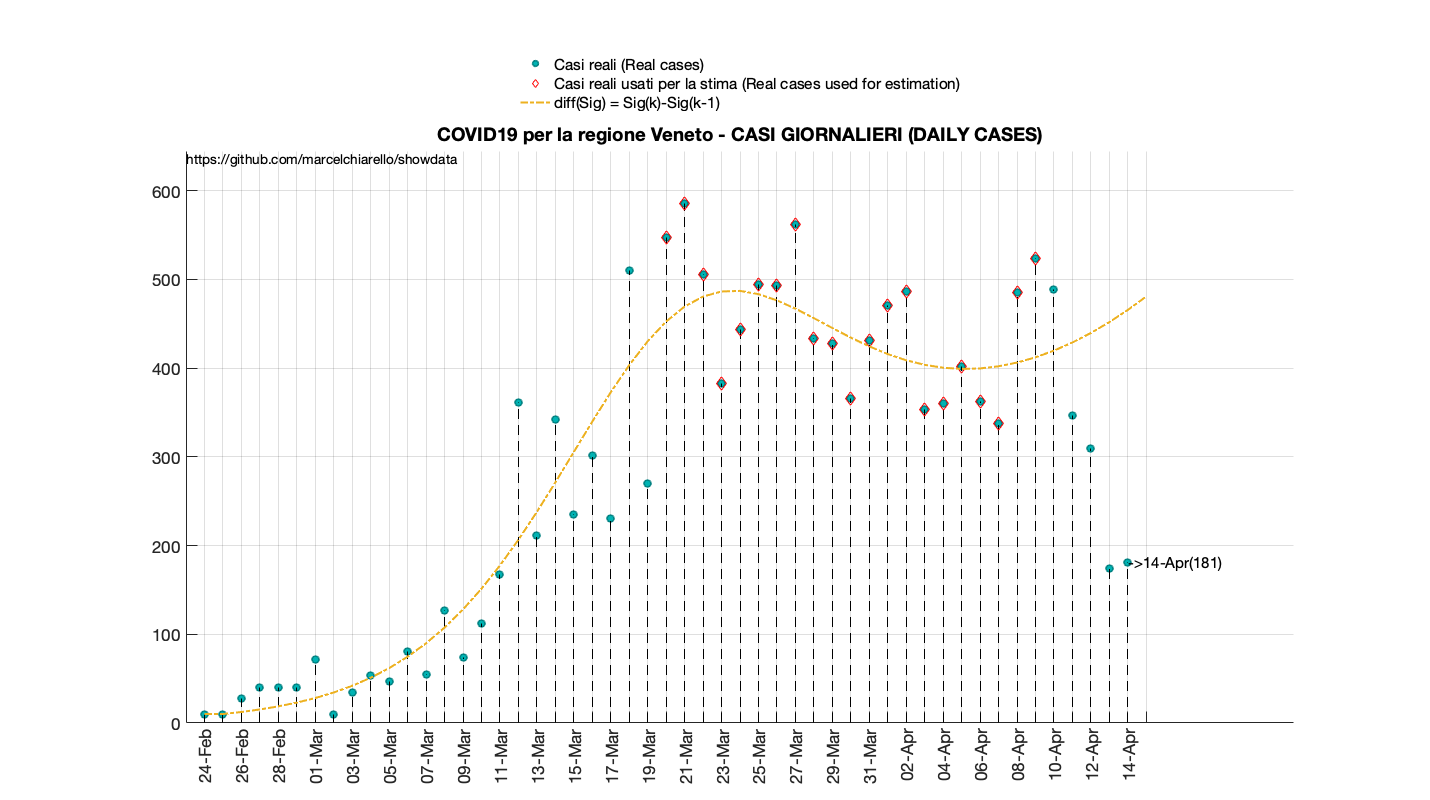 Casi reali (Real cases)
Casi reali usati per la stima (Real cases used for estimation)
diff(Sig) = Sig(k)-Sig(k-1)
COVID19 per la regione Veneto - CASI GIORNALIERI (DAILY CASES)
https://github.com/marcelchiarello/showdata
600
500
400
300
200
100
0
->14-Apr(181)
24-Feb
26-Feb
28-Feb
01-Mar
03-Mar
05-Mar
07-Mar
09-Mar
11-Mar
13-Mar
15-Mar
17-Mar
19-Mar
21-Mar
23-Mar
25-Mar
27-Mar
29-Mar
31-Mar
02-Apr
04-Apr
06-Apr
08-Apr
10-Apr
12-Apr
14-Apr